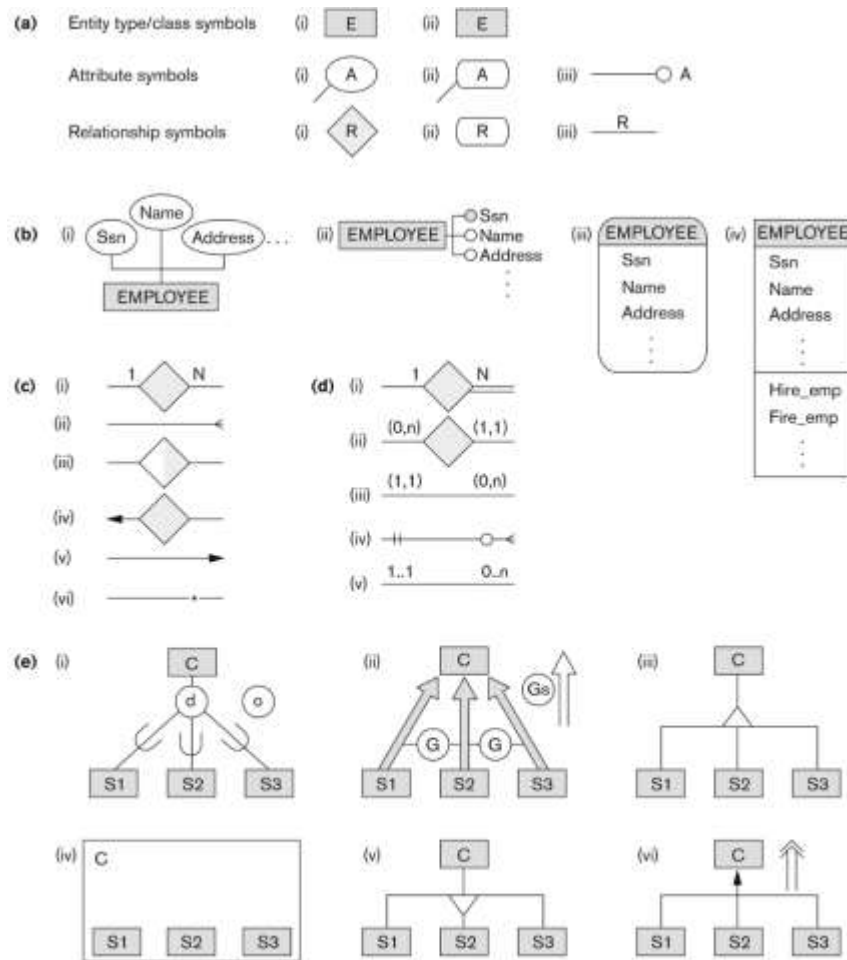 (a) Entity type/class symbols (i) E (ii) E
Attribute symbols (i) A (ii) A (iii) A
Relationship symbols (i) R (ii) R (iii) R
(b) (i) Ssn Name Address . . .
EMPLOYEE
(ii) EMPLOYEE Ssn
Name
Address
(iii) EMPLOYEE
Ssn
Name
Address
(iv) EMPLOYEE
Ssn
Name
Address
Hire_emp
Fire_emp
(c) (i) 1 N
(ii)
(iii)
(iv)
(v)
(vi)
(d) (i) 1 N
(ii) (0,n) (1,1)
(iii) (1,1) (0,n)
(iv)
(v) 1..1 0..n
(e) (i) C
d o
S1 S2 S3
(ii) C
Gs
G G
S1 S2 S3
(iii) C
S1 S2 S3
(iv) C
S1 S2 S3
(v) C
S1 S2 S3
(vi) C
S1 S2 S3